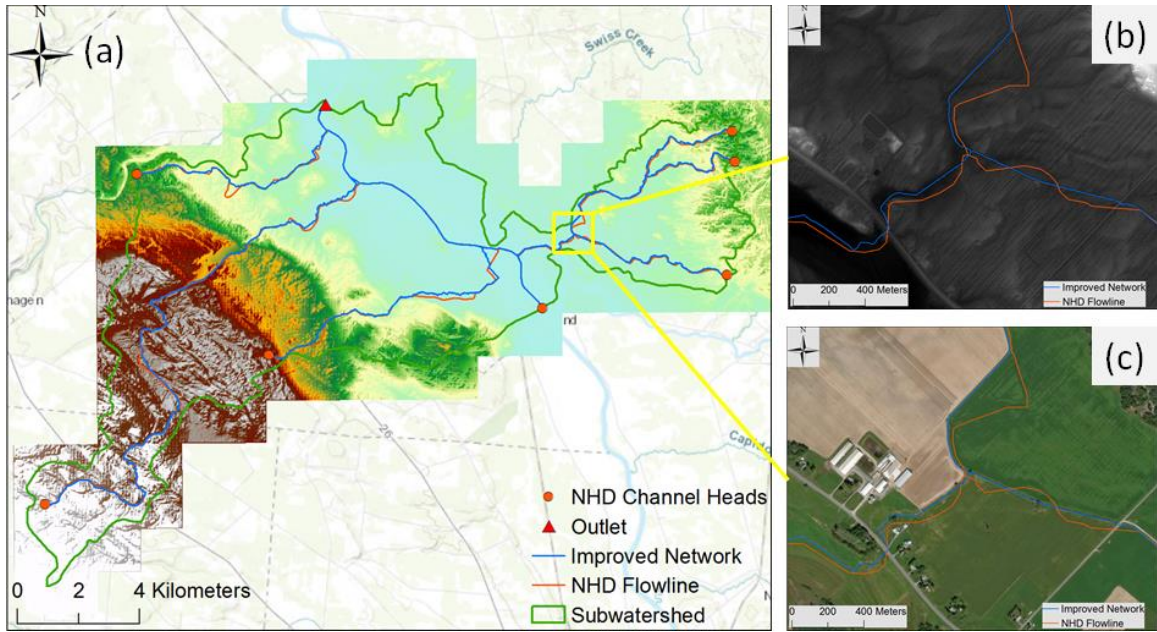 N
(a)
Swiss Creek
hagen
nd
26
NHD Channel Heads
Outlet
Improved Network
NHD Flowline
Subwatershed
0 2 4 Kilometers
N
(b)
0 200 400 Meters
Improved Network
NHD Flowline
N
(c)
0 200 400 Meters
Improved Network
NHD Flowline